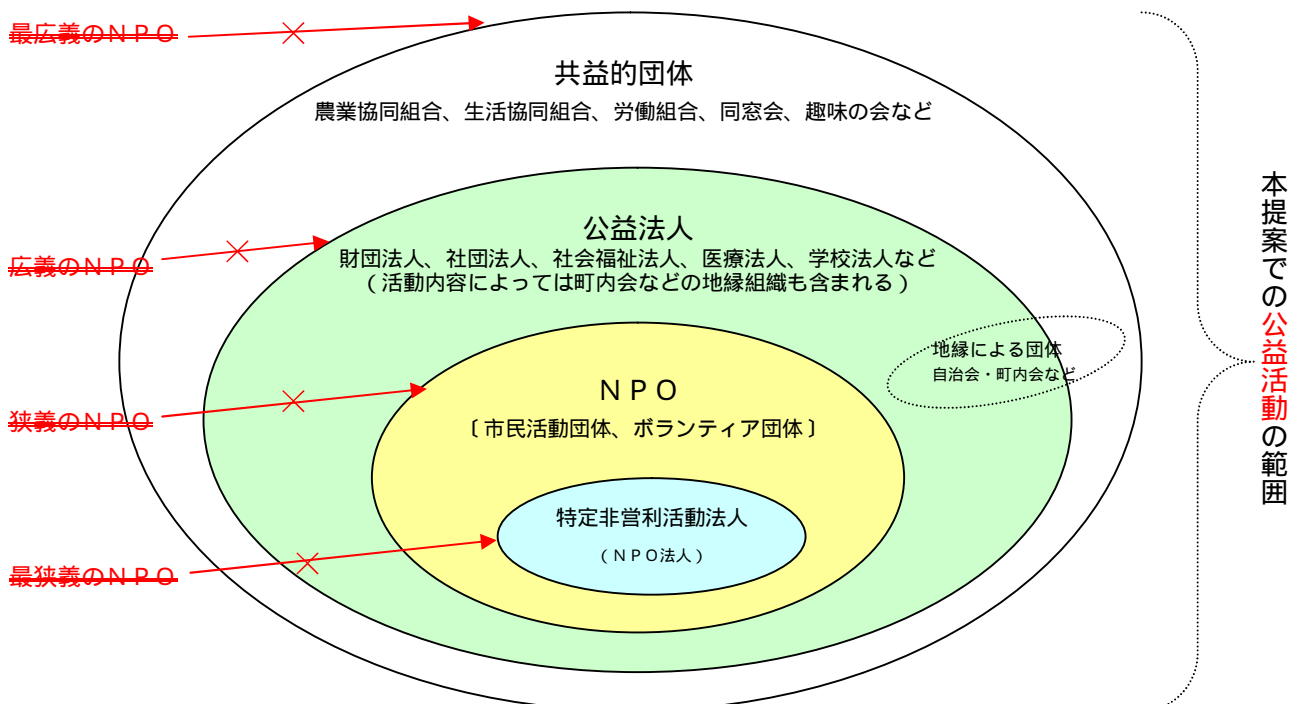 最広義のNPO
共益的団体
農業協同組合、生活協同組合、労働組合、同窓会、趣味の会など
広義のNPO
公益法人
財団法人、社団法人、社会福祉法人、医療法人、学校法人など
(活動内容によっては町内会などの地縁組織も含まれる)
地縁による団体
自治会・町内会など
狭義のNPO
NPO
〔市民活動団体、ボランティア団体〕
最狭義のNPO
特定非営利活動法人
(NPO法人)
本提案での公益活動の範囲